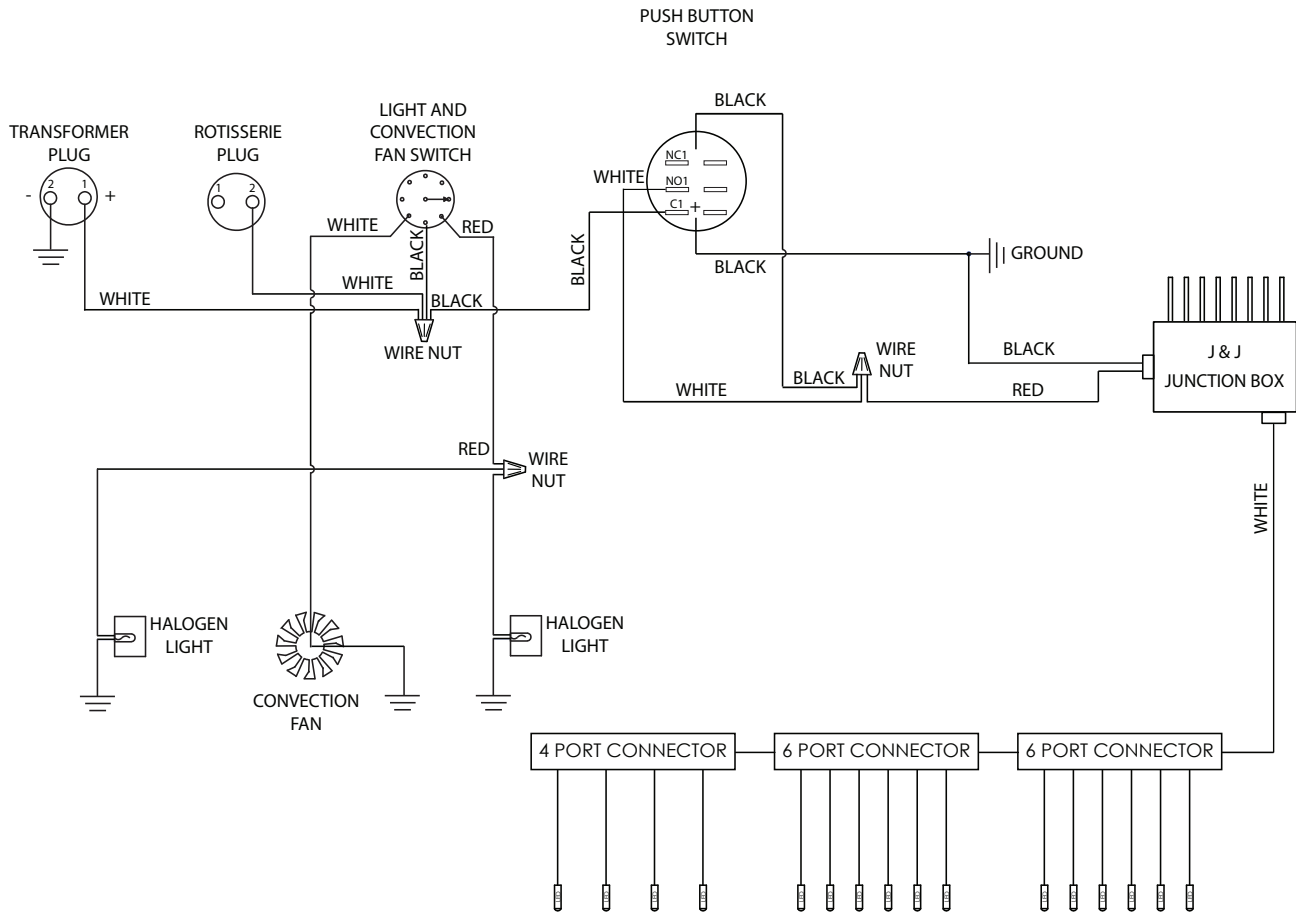 PUSH BUTTON
SWITCH
BLACK
LIGHT AND
CONVECTION
FAN SWITCH
TRANSFORMER
PLUG
ROTISSERIE
PLUG
NC1
WHITE
NO1
2
1
-
+
1
2
C1
+
WHITE
RED
BLACK
BLACK
BLACK
GROUND
WHITE
WHITE
BLACK
WIRE NUT
WIRE
NUT
BLACK
J & J
JUNCTION BOX
BLACK
WHITE
RED
RED
WIRE
NUT
WHITE
HALOGEN
LIGHT
HALOGEN
LIGHT
CONVECTION
FAN
4 PORT CONNECTOR
6 PORT CONNECTOR
6 PORT CONNECTOR